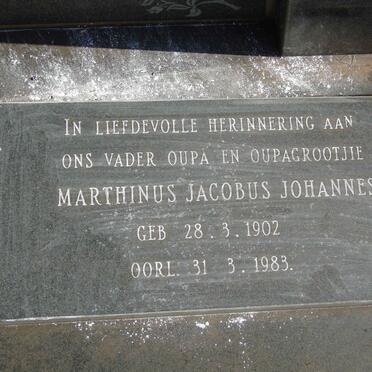 IN LIEFDEVOLLE HERINNERING AAN
ONS VADER OUPA EN OUPAGROOTJIE
MARTHINUS JACOBUS JOHANNES
GEB 28.3.1902
OORL. 31 3.1983.